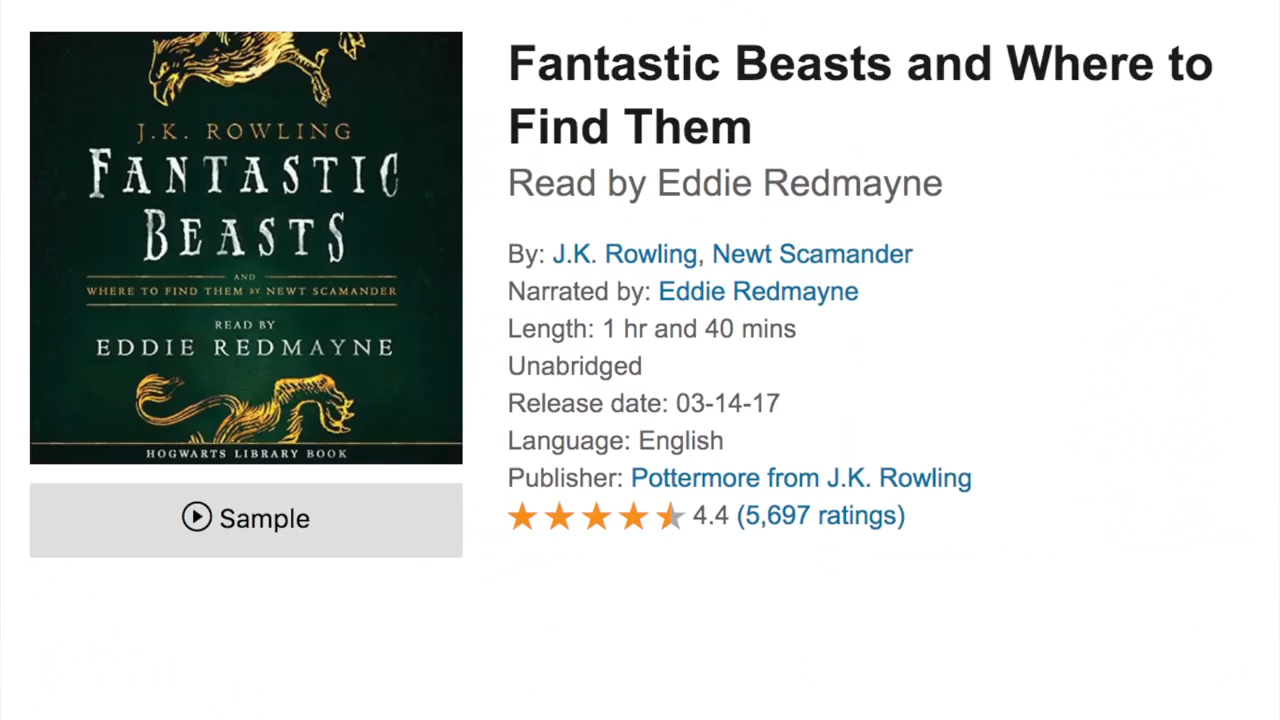 J.K. ROWLING
FANTASTIC
BEASTS
AND
WHERE TO FIND THEM BY NEWT SCAMANDER
READ BY
EDDIE REDMAYNE
HOGWARTS LIBRARY BOOK
Sample
Fantastic Beasts and Where to
Find Them
Read by Eddie Redmayne
By: J.K. Rowling, Newt Scamander
Narrated by: Eddie Redmayne
Length: 1 hr and 40 mins
Unabridged
Release date: 03-14-17
Language: English
Publisher: Pottermore from J.K. Rowling
4.4 (5,697 ratings)